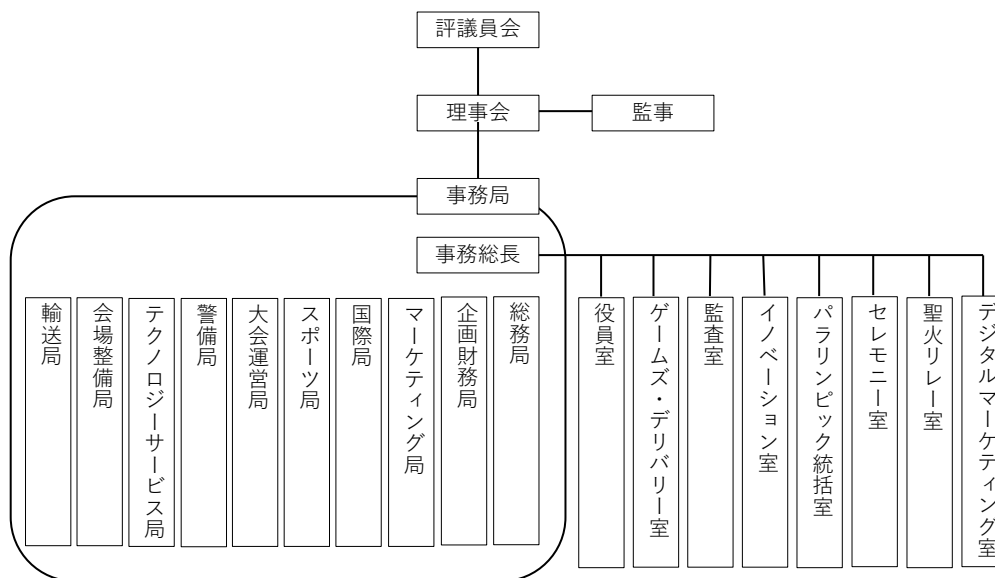 評議員会
理事会
監事
事務局
事務総長
輸送局
会場整備局
テクノロジーサービス局
警備局
大会運営局
スポーツ局
国際局
マーケティング局
企画財務局
総務局
役員室
ゲームズ・デリバリー室
監査室
イノベーション室
パラリンピック統括室
セレモニー室
聖火リレー室
デジタルマーケティング室